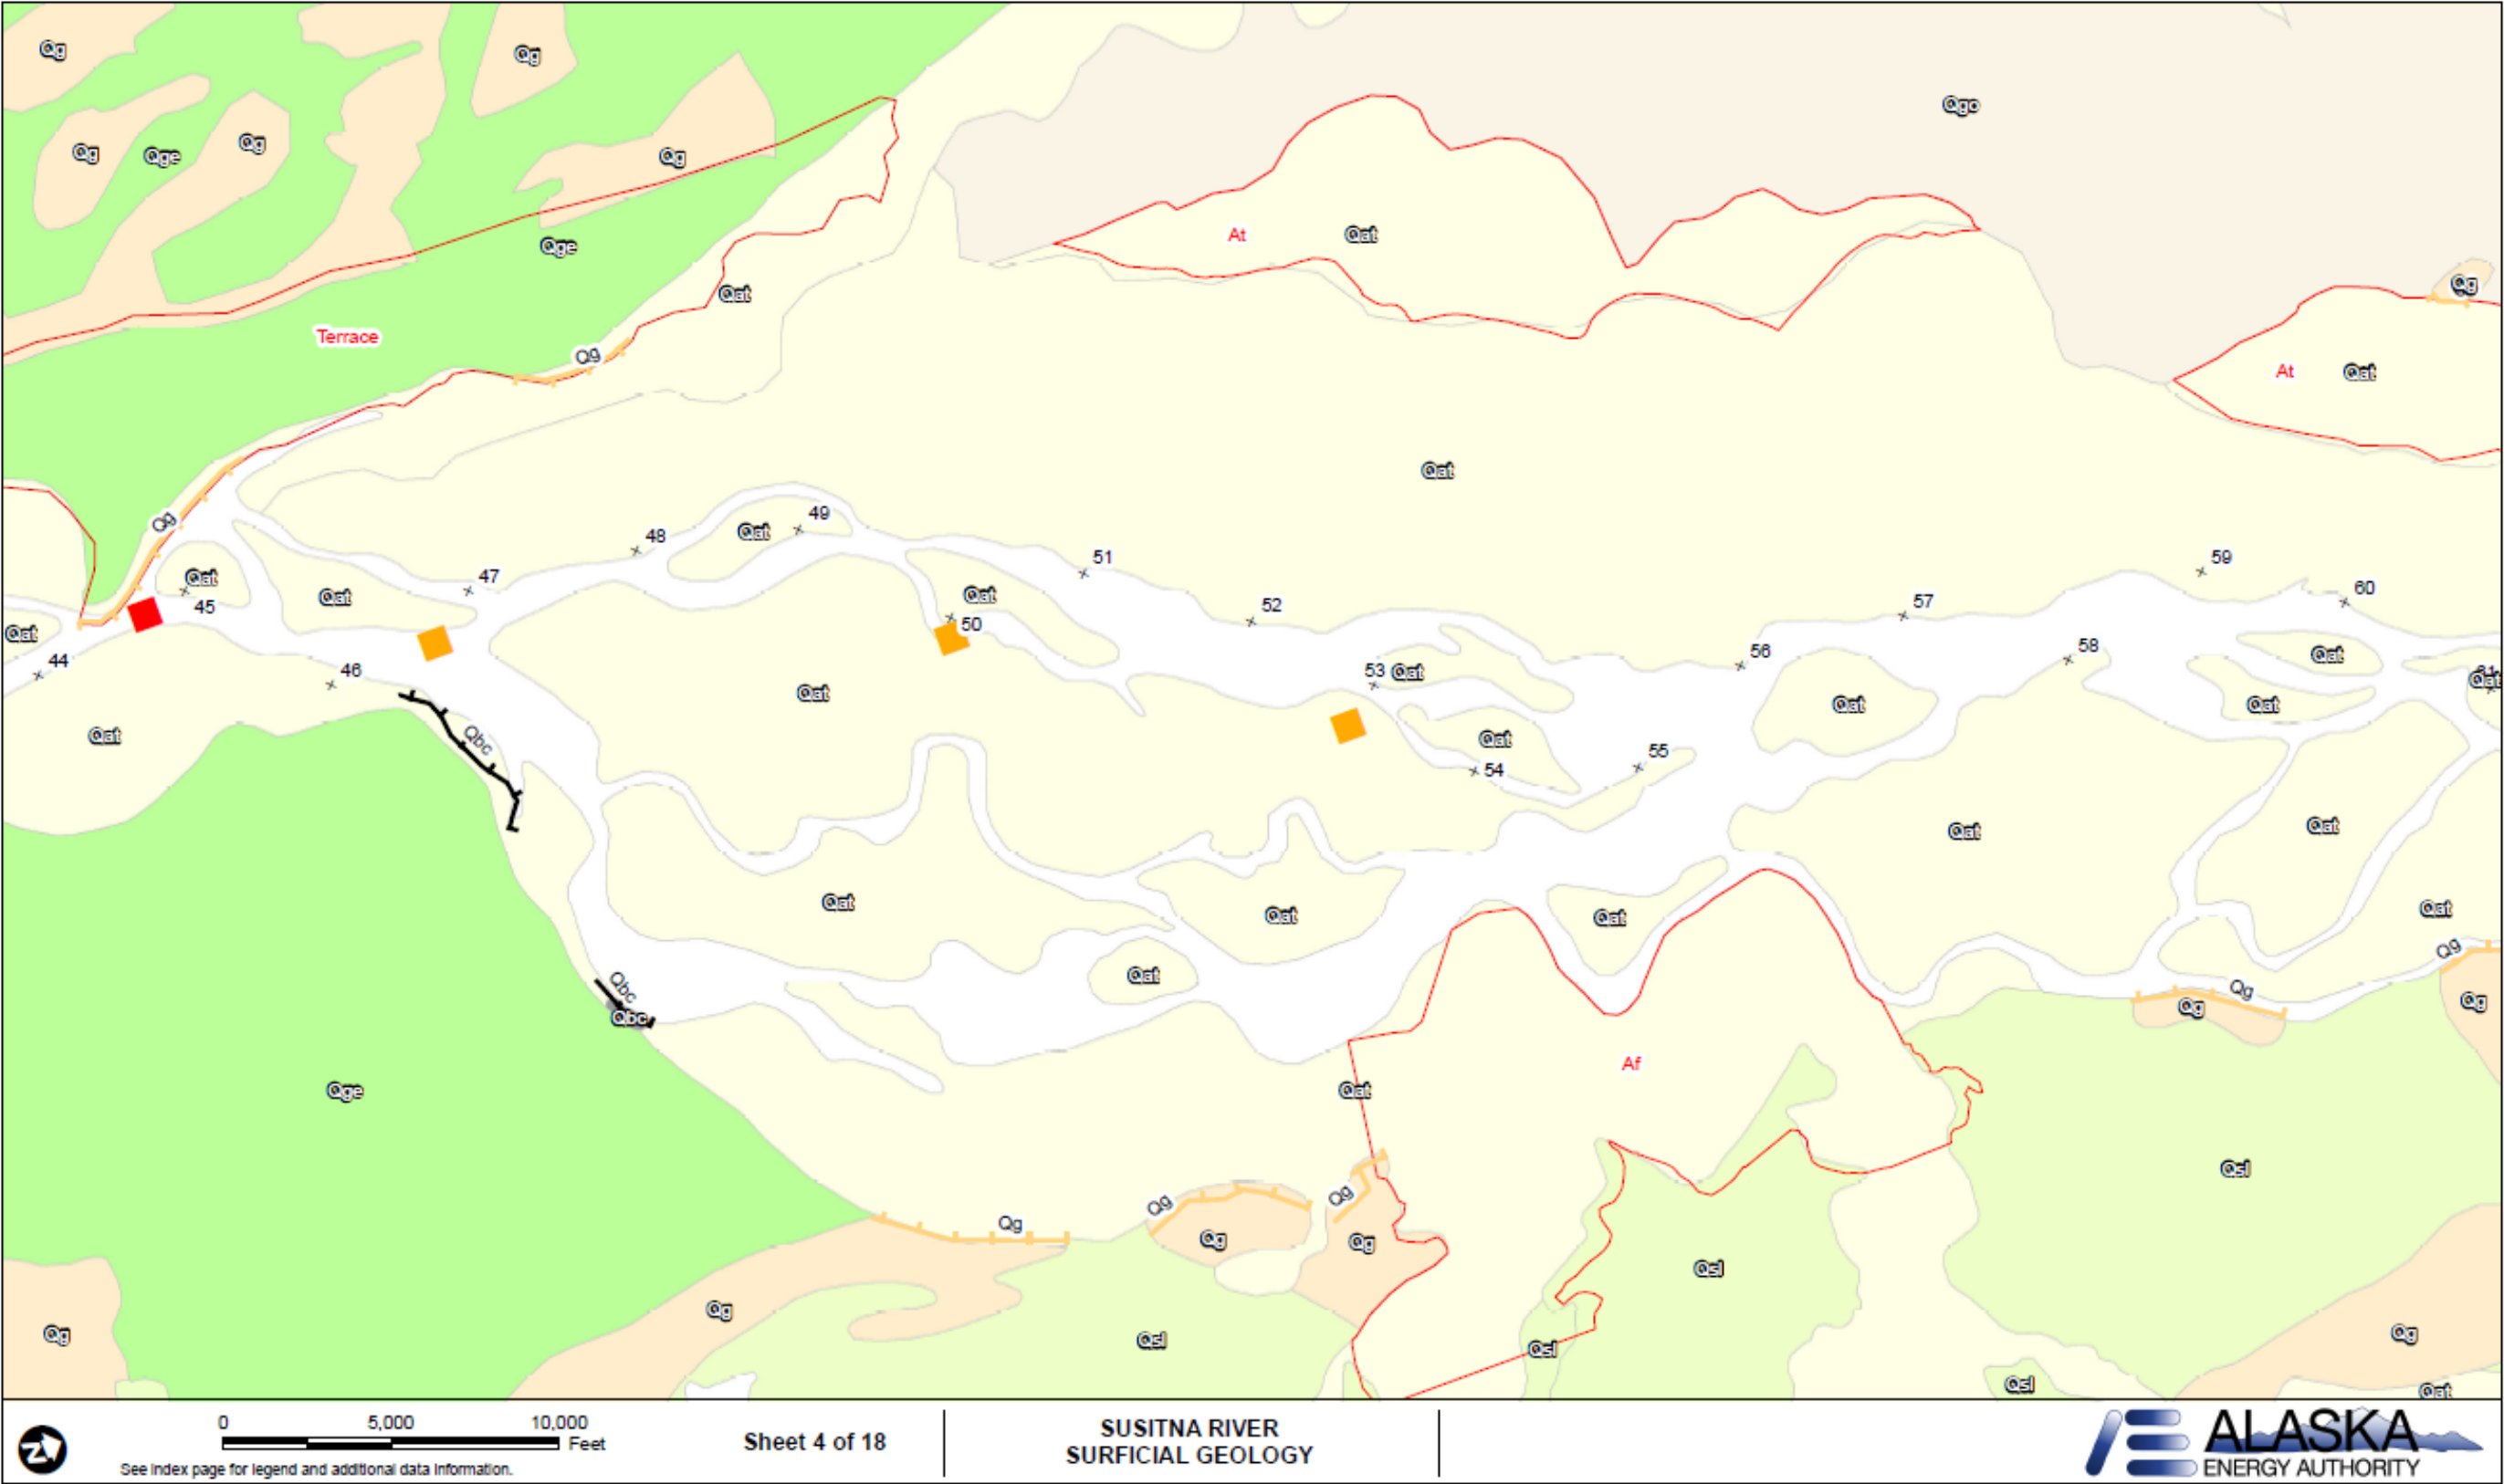 Qg
Qg
Qgo
Qg
Qge
Qg
Qg
At
Qat
Qge
Qg
Qat
Terrace
Qg
At
Qat
Qat
Qg
49
48
Qat
51
59
47
Qat
45
Qat
Qat
52
57
60
50
Qat
44
46
53
Qat
56
58
Qat
Qat
Qat
Qat
Qat
Qat
Qbc
Qat
55
54
Qat
Qat
Qat
Qat
Qat
Qat
Qg
Qat
Qbc
Qg
Qg
Qg
Qbc
Af
Qge
Qat
Qsl
Qg
Qg
Qg
Qg
Qg
Qsl
Qg
Qg
Qsl
Qsl
Qg
Qsl
Qat
0 5,000 10,000
Feet
N
See Index page for legend and additional data information.
Sheet 4 of 18
SUSITNA RIVER
SURFICIAL GEOLOGY
ALASKA
ENERGY AUTHORITY